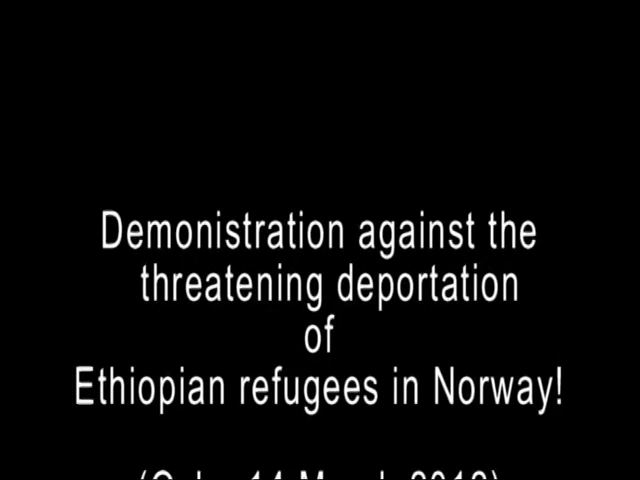 Demonistration against the
threatening deportation
of
Ethiopian refugees in Norway!